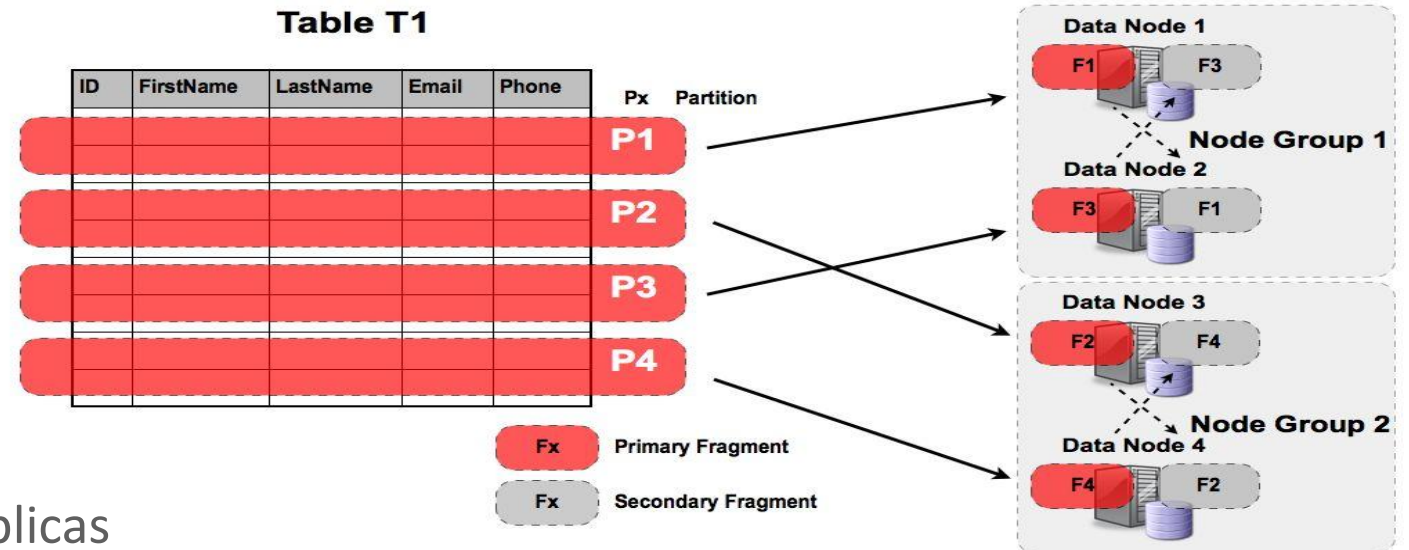 Table T1
ID FirstName LastName Email Phone
Px Partition
P1
P2
P3
P4
Fx Primary Fragment
Fx Secondary Fragment
Data Node 1
F1 F3
Node Group 1
Data Node 2
F3 F1
Data Node 3
F2 F4
Node Group 2
Data Node 4
F4 F2